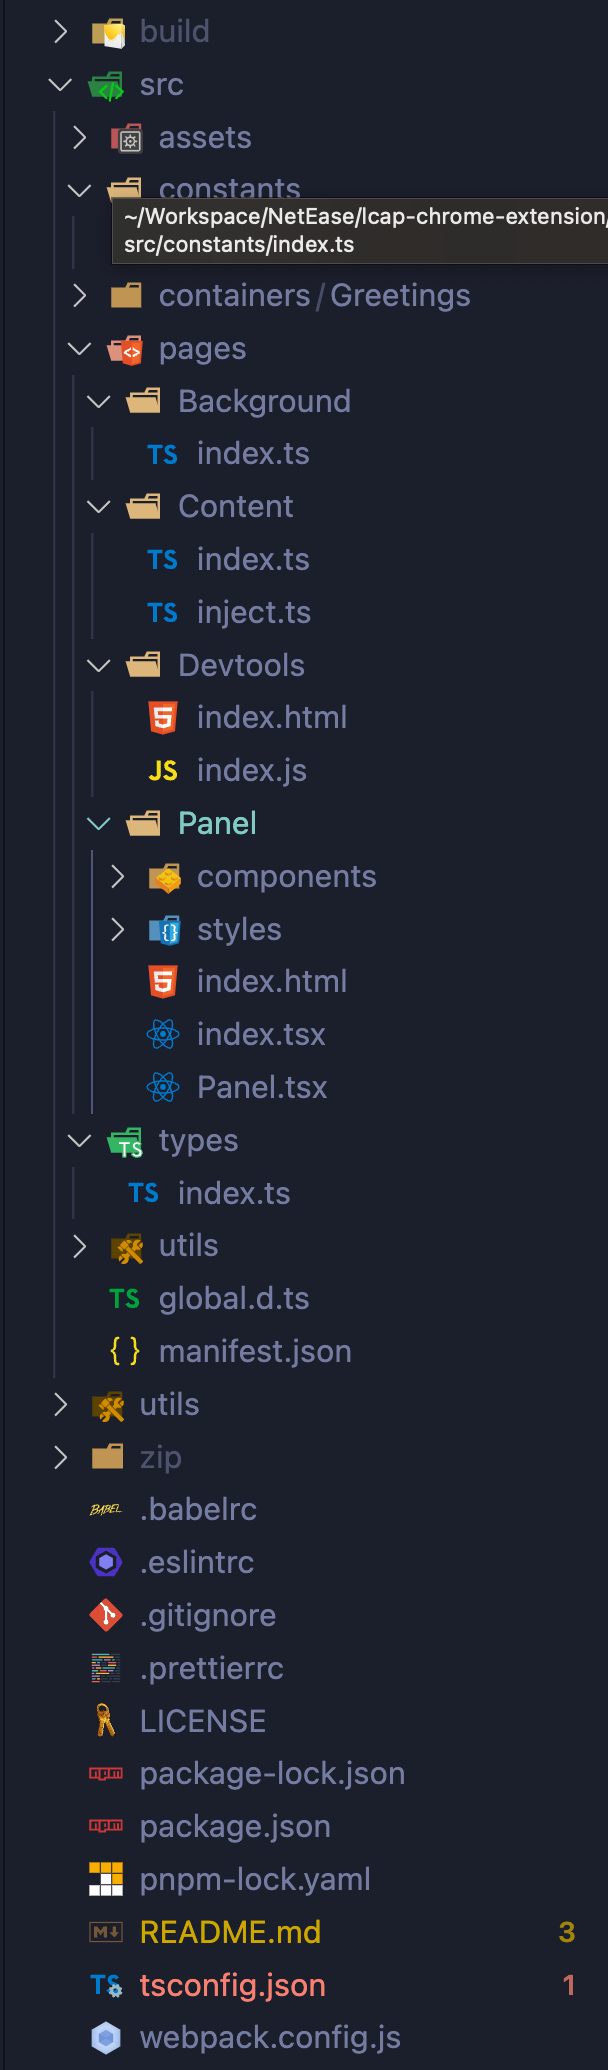 build
src
assets
constants
~/Workspace/NetEase/lcap-chrome-extension/
src/constants/index.ts
containers/Greetings
pages
Background
TS index.ts
Content
TS index.ts
TS inject.ts
Devtools
5 index.html
JS index.js
Panel
components
{} styles
5 index.html
index.tsx
Panel.tsx
TS types
TS index.ts
utils
TS global.d.ts
{ } manifest.json
utils
zip
BABEL .babelrc
.eslintrc
.gitignore
.prettierrc
LICENSE
npm package-lock.json
npm package.json
pnpm-lock.yaml
M README.md 3
TS tsconfig.json 1
webpack.config.js